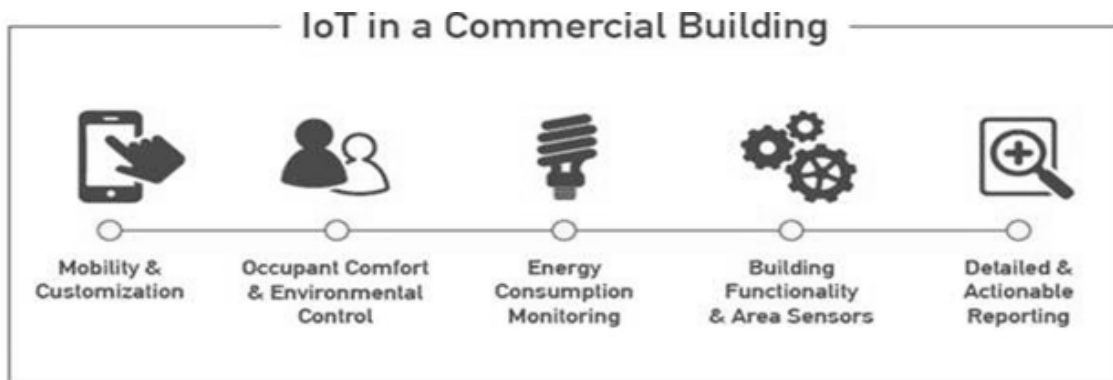 IoT in a Commercial Building
Mobility &
Customization
Occupant Comfort
& Environmental
Control
Energy
Consumption
Monitoring
Building
Functionality
& Area Sensors
Detailed &
Actionable
Reporting